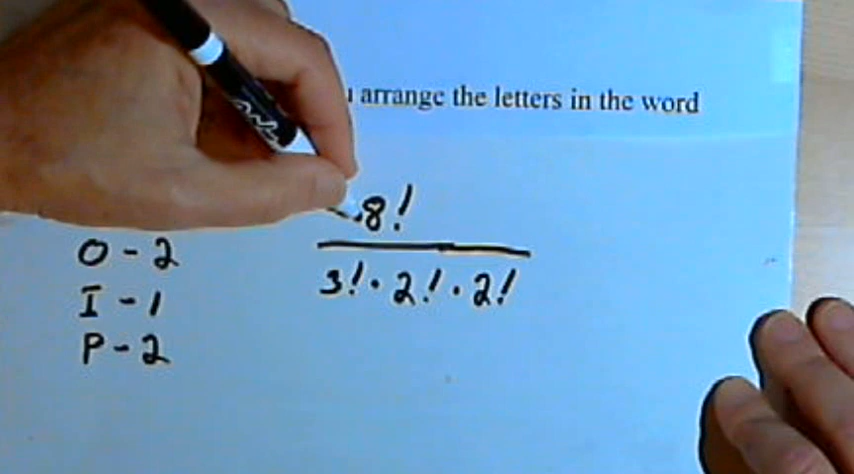 arrange the letters in the word
8!
O - 2
3! · 2! · 2!
I - 1
P - 2